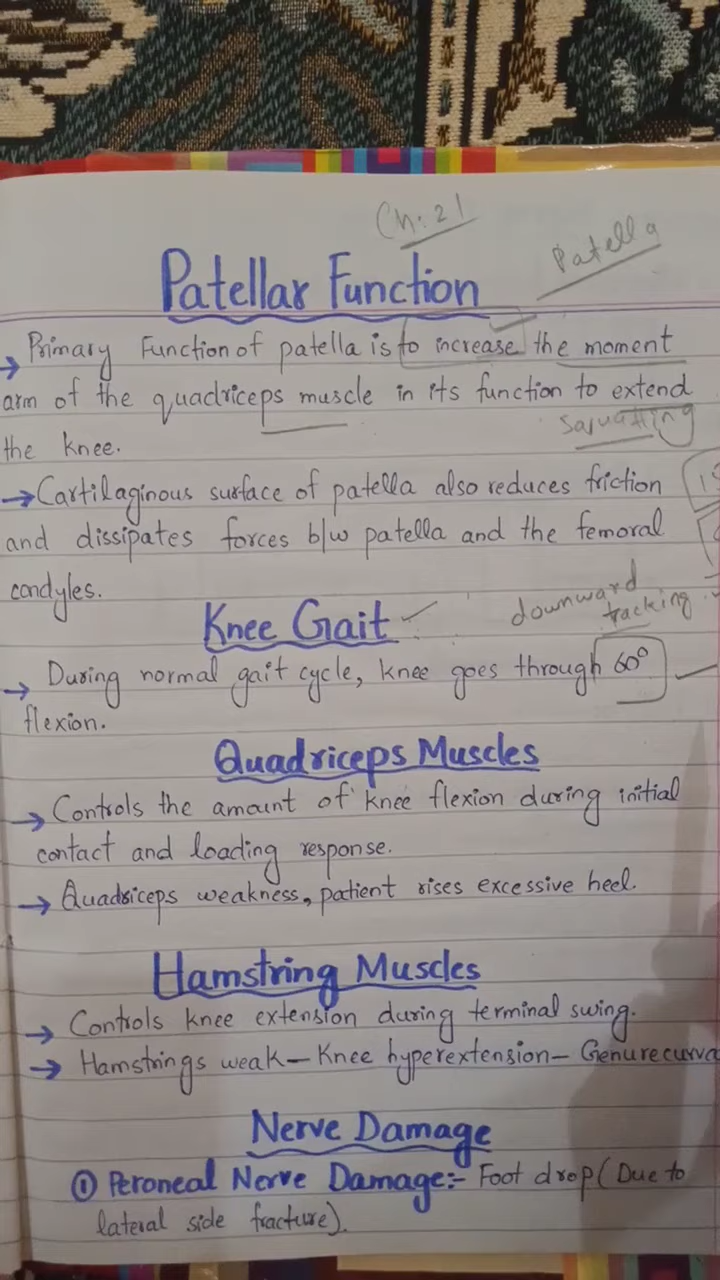 Ch. 21
Patella
Patellar Function
→ Primary Function of patella is to increase the moment
arm of the quadriceps muscle in its function to extend
the knee.
Squatting
→ Cartilaginous surface of patella also reduces friction
and dissipates forces b/w patella and the femoral
condyles.
downward
tracking
Knee Gait
→ During normal gait cycle, knee goes through 60°
flexion.
Quadriceps Muscles
→ Controls the amount of knee flexion during initial
contact and loading response.
→ Quadriceps weakness, patient rises excessive heel.
Hamstring Muscles
→ Controls knee extension during terminal swing.
→ Hamstrings weak – Knee hyperextension – Genurecurva
Nerve Damage
① Peroneal Nerve Damage:- Foot drop (Due to
lateral side fracture).